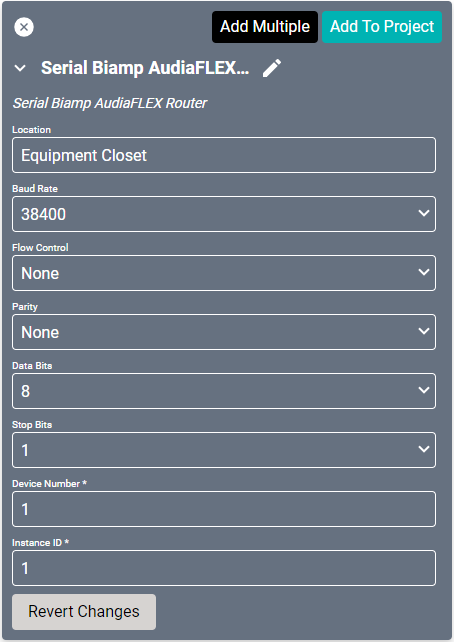 Add Multiple
Add To Project
Serial Biamp AudiaFLEX...
Serial Biamp AudiaFLEX Router
Location
Equipment Closet
Baud Rate
38400
Flow Control
None
Parity
None
Data Bits
8
Stop Bits
1
Device Number *
1
Instance ID *
1
Revert Changes